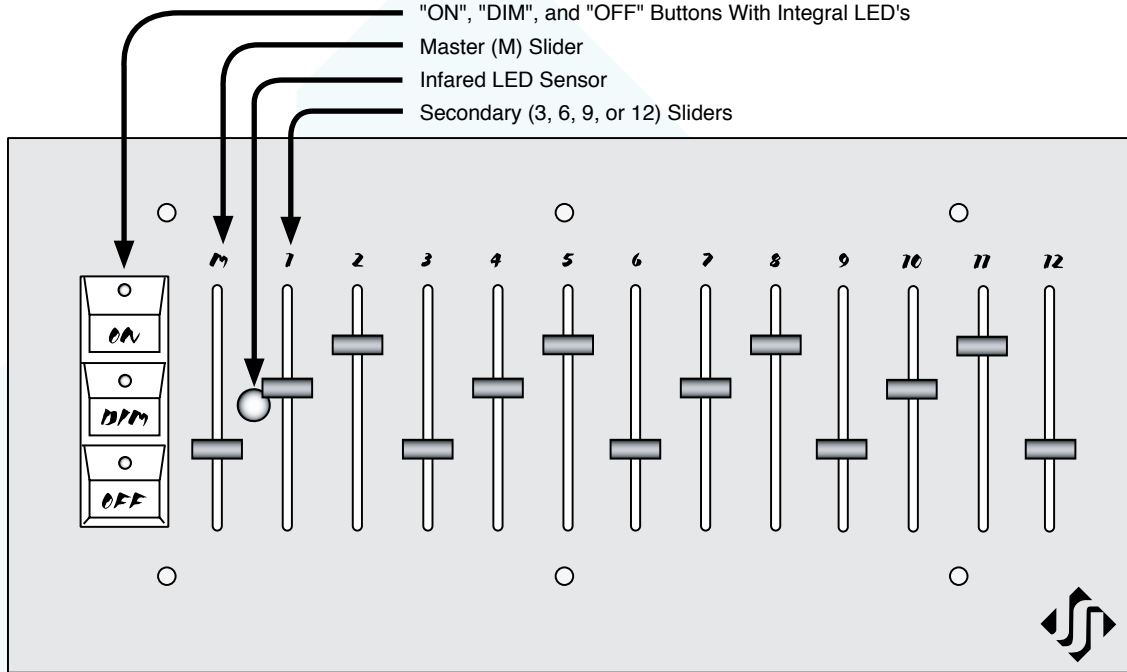 "ON", "DIM", and "OFF" Buttons With Integral LED's
Master (M) Slider
Infared LED Sensor
Secondary (3, 6, 9, or 12) Sliders
M 1 2 3 4 5 6 7 8 9 10 11 12
ON
DIM
OFF